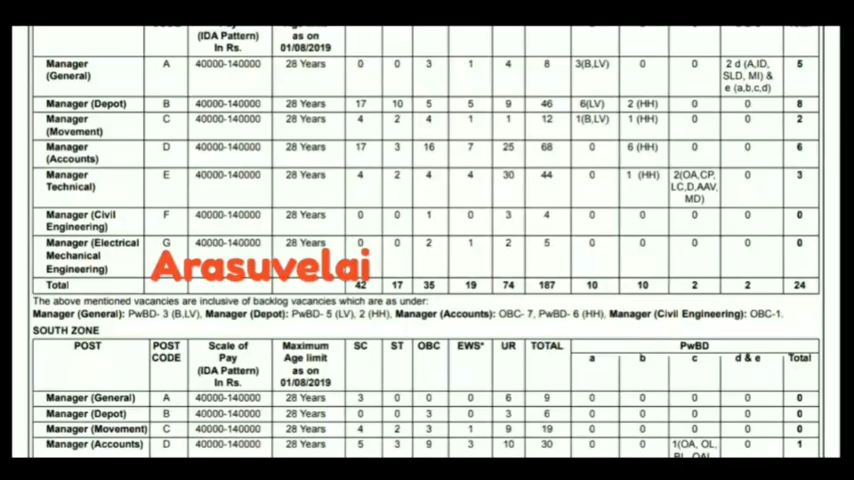 Pay
(IDA Pattern) as on
In Rs. 01/08/2019
Manager A 40000-140000 28 Years 0 0 3 1 4 8 3(B,LV) 0 0 2 d (A,ID, 5
(General) SLD, MI) &
e (a,b,c,d)
Manager (Depot) B 40000-140000 28 Years 17 10 5 5 9 46 6(LV) 2 (HH) 0 0 8
Manager C 40000-140000 28 Years 4 2 4 1 1 12 1(B,LV) 1 (HH) 0 0 2
(Movement)
Manager D 40000-140000 28 Years 17 3 16 7 25 68 0 6 (HH) 0 0 6
(Accounts)
Manager E 40000-140000 28 Years 4 2 4 4 30 44 0 1 (HH) 2(OA,CP, 0 3
Technical) LC,D,AAV,
MD)
Manager (Civil F 40000-140000 28 Years 0 0 1 0 3 4 0 0 0 0 0
Engineering)
Manager (Electrical G 40000-140000 28 Years 0 0 2 1 2 5 0 0 0 0 0
Mechanical
Engineering)
Arasuvelai
Total 42 17 35 19 74 187 10 10 2 2 24
The above mentioned vacancies are inclusive of backlog vacancies which are as under:
Manager (General): PwBD- 3 (B,LV), Manager (Depot): PwBD- 5 (LV), 2 (HH), Manager (Accounts): OBC- 7, PwBD- 6 (HH), Manager (Civil Engineering): OBC-1.
SOUTH ZONE
POST POST Scale of Maximum SC ST OBC EWS* UR TOTAL PwBD
CODE Pay Age limit a b c d & e Total
(IDA Pattern) as on
In Rs. 01/08/2019
Manager (General) A 40000-140000 28 Years 3 0 0 0 6 9 0 0 0 0 0
Manager (Depot) B 40000-140000 28 Years 0 0 3 0 3 6 0 0 0 0 0
Manager (Movement) C 40000-140000 28 Years 4 2 3 1 9 19 0 0 0 0 0
Manager (Accounts) D 40000-140000 28 Years 5 3 9 3 10 30 0 0 1(OA, OL, 0 1